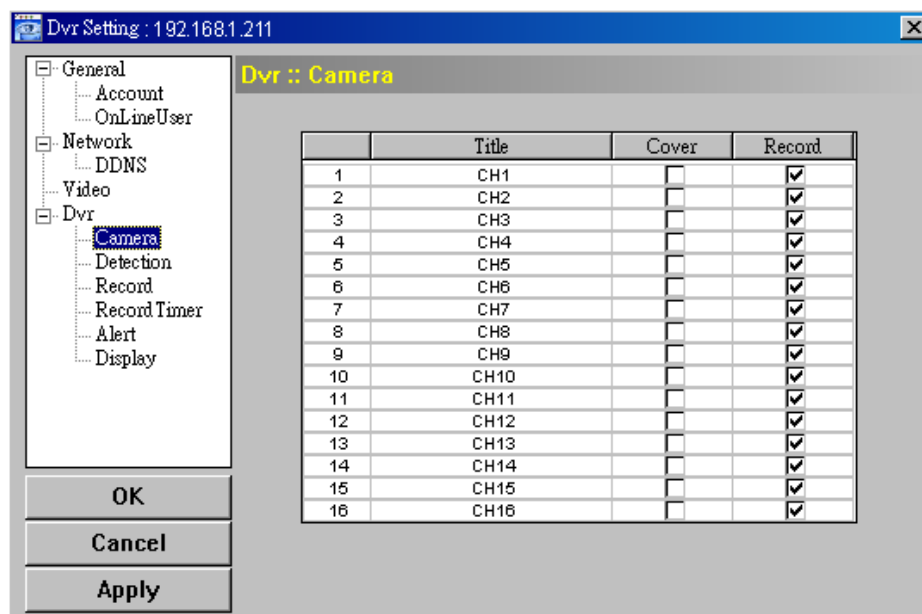 Dvr Setting : 192.168.1.211
General
Account
OnLineUser
Network
DDNS
Video
Dvr
Camera
Detection
Record
Record Timer
Alert
Display
OK
Cancel
Apply
Dvr :: Camera
Title Cover Record
1 CH1
2 CH2
3 CH3
4 CH4
5 CH5
6 CH6
7 CH7
8 CH8
9 CH9
10 CH10
11 CH11
12 CH12
13 CH13
14 CH14
15 CH15
16 CH16